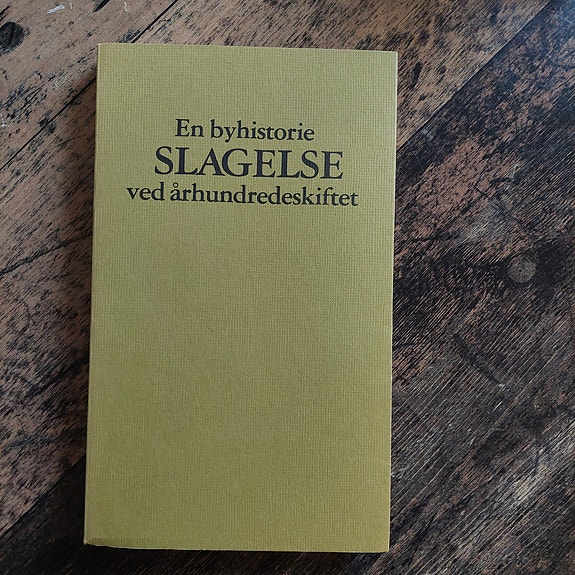 En byhistorie
SLAGELSE
ved århundredeskiftet